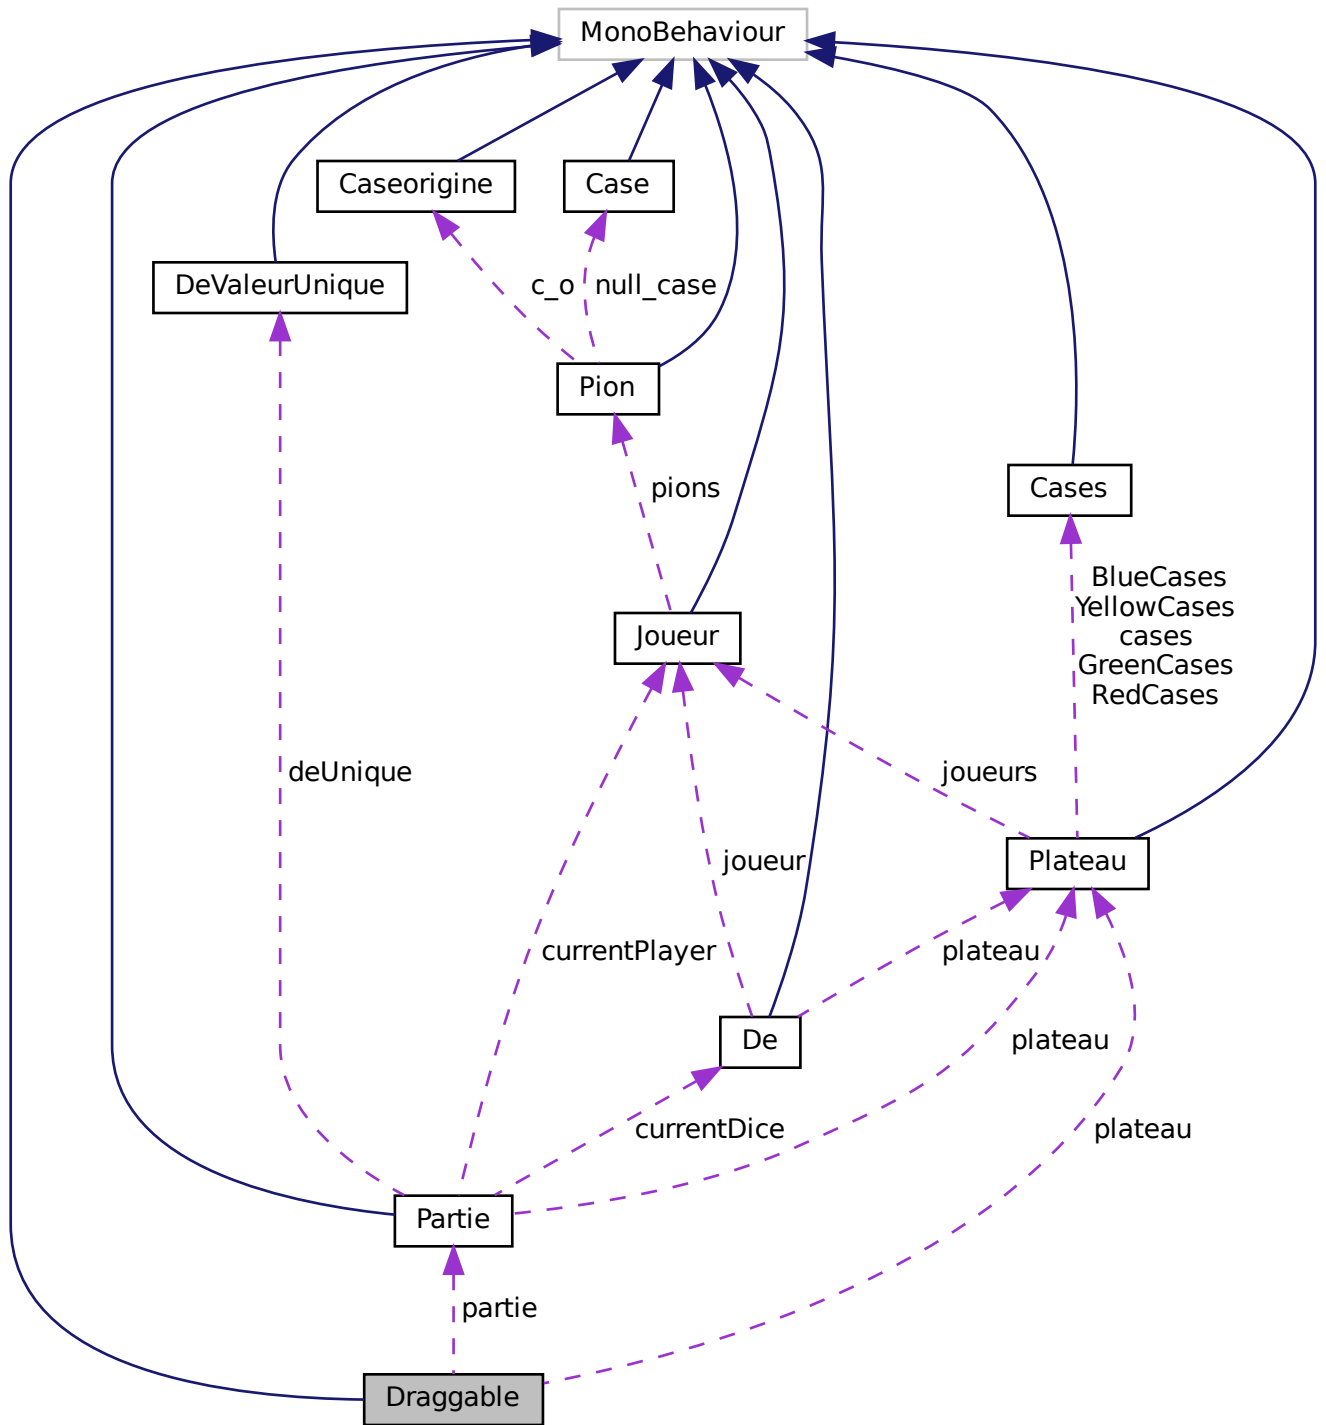 MonoBehaviour
Caseorigine
Case
DeValeurUnique
c_o
null_case
Pion
pions
Cases
BlueCases
YellowCases
cases
GreenCases
RedCases
Joueur
deUnique
joueurs
joueur
Plateau
currentPlayer
plateau
De
plateau
currentDice
plateau
Partie
partie
Draggable